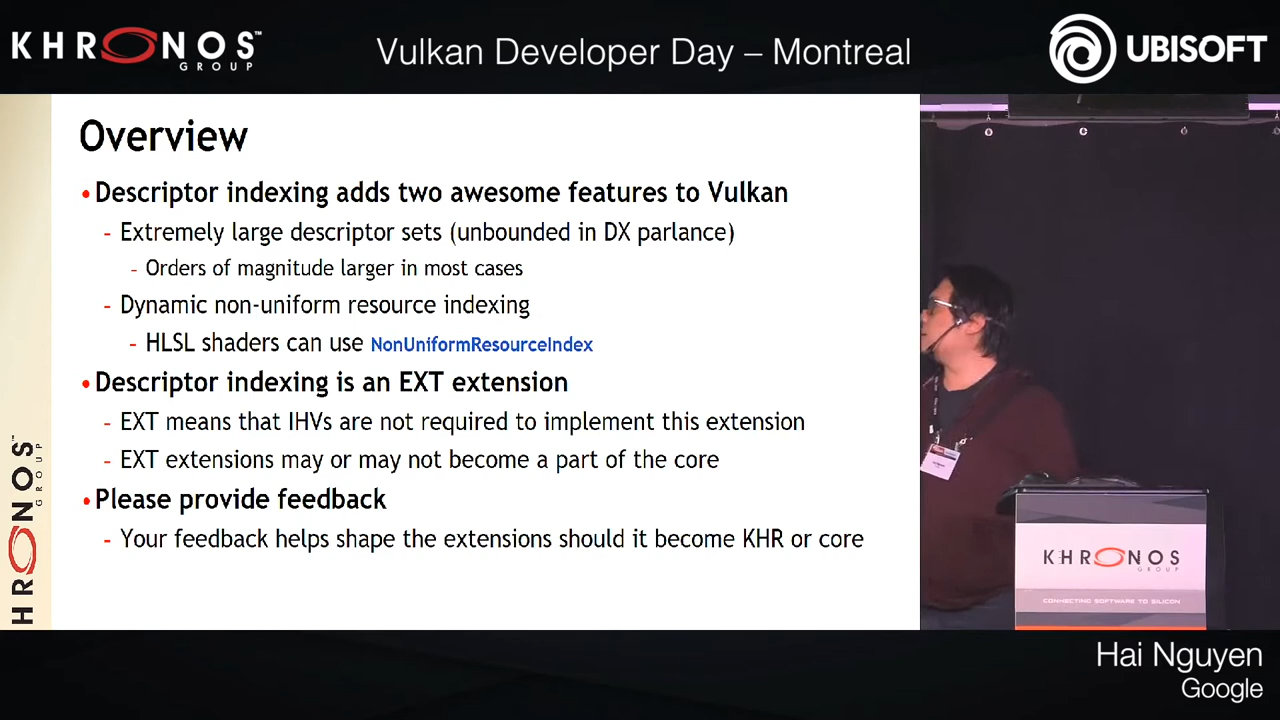 KHRONOS™
GROUP
Vulkan Developer Day – Montreal
UBISOFT
Overview
•Descriptor indexing adds two awesome features to Vulkan
- Extremely large descriptor sets (unbounded in DX parlance)
- Orders of magnitude larger in most cases
- Dynamic non-uniform resource indexing
- HLSL shaders can use NonUniformResourceIndex
•Descriptor indexing is an EXT extension
- EXT means that IHVs are not required to implement this extension
- EXT extensions may or may not become a part of the core
•Please provide feedback
- Your feedback helps shape the extensions should it become KHR or core
HRONOS™
GROUP
KHRONOS
GROUP
CONNECTING SOFTWARE TO SILICON
Hai Nguyen
Google